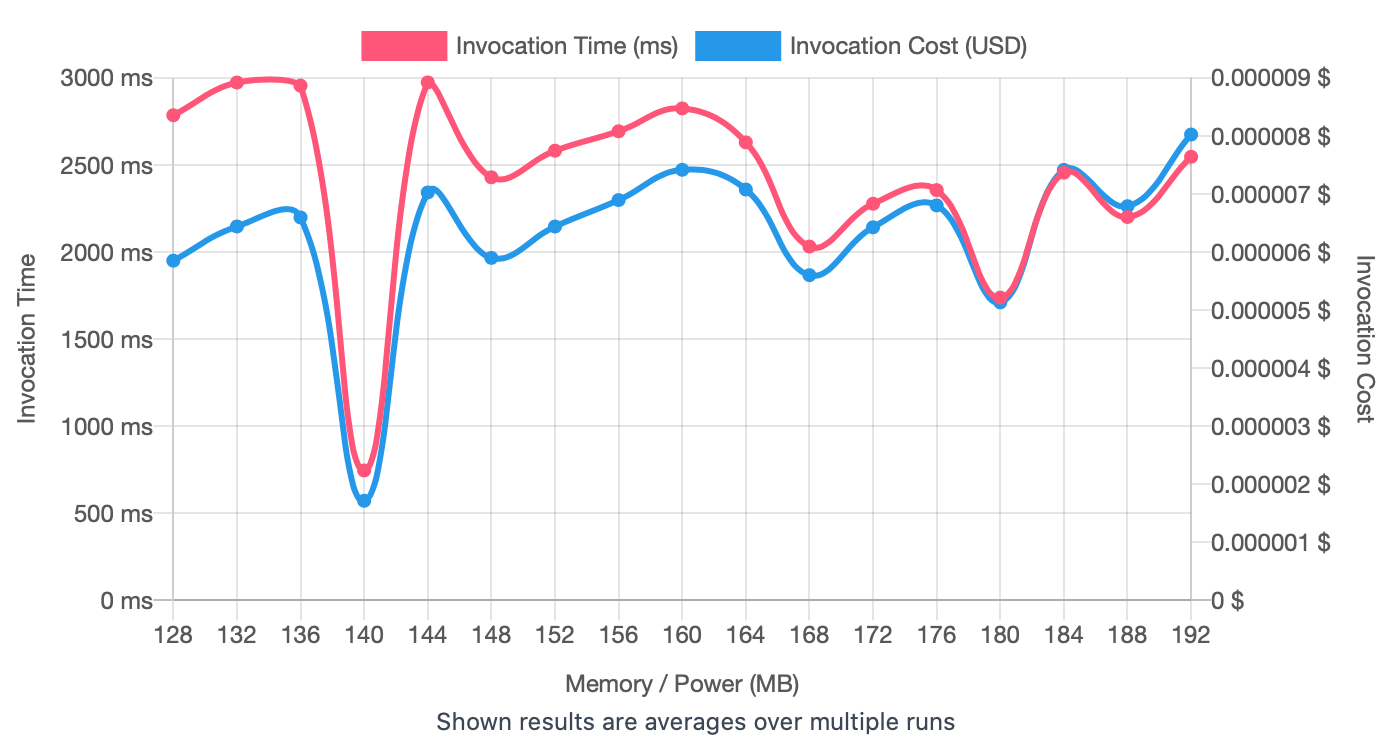 Invocation Time (ms) Invocation Cost (USD)
3000 ms 0.000009 $
0.000008 $
2500 ms
0.000007 $
2000 ms 0.000006 $
Invocation Time
Invocation Cost
1500 ms 0.000005 $
0.000004 $
1000 ms 0.000003 $
0.000002 $
500 ms
0.000001 $
0 ms 0 $
128 132 136 140 144 148 152 156 160 164 168 172 176 180 184 188 192
Memory / Power (MB)
Shown results are averages over multiple runs